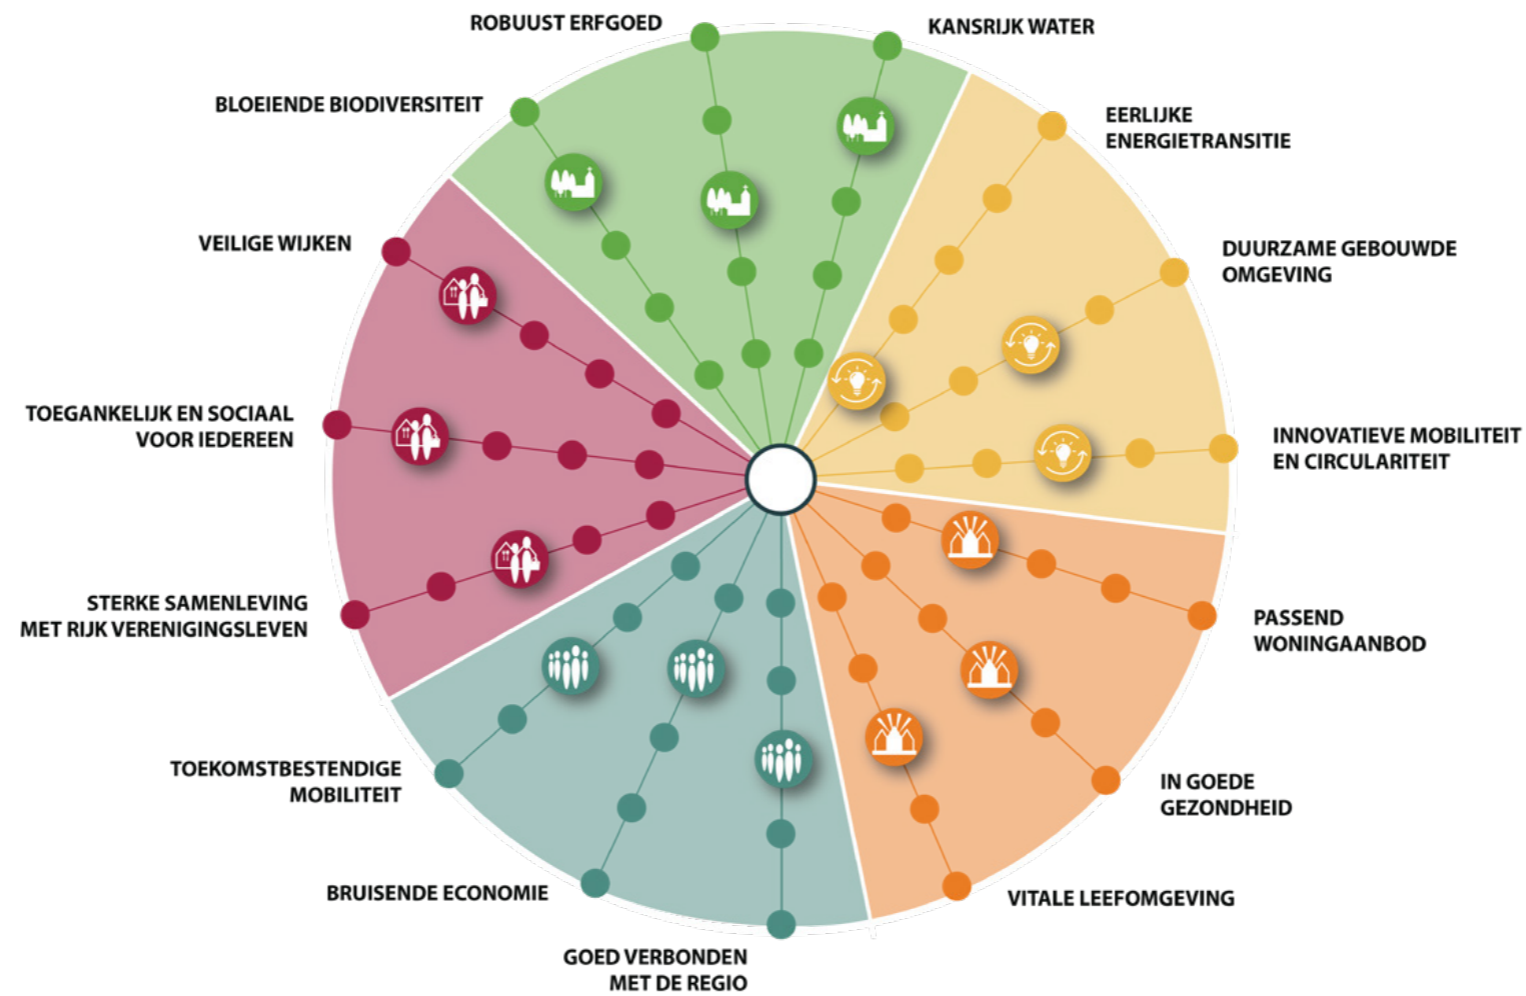 ROBUUST ERFGOED
KANSRIJK WATER
BLOEIENDE BIODIVERSITEIT
EERLIJKE
ENERGIETRANSITIE
VEILIGE WIJKEN
DUURZAME GEBOUWDE
OMGEVING
TOEGANKELIJK EN SOCIAAL
VOOR IEDEREEN
INNOVATIEVE MOBILITEIT
EN CIRCULARITEIT
STERKE SAMENLEVING
MET RIJK VERENIGINGSLEVEN
PASSEND
WONINGAANBOD
TOEKOMSTBESTENDIGE
MOBILITEIT
IN GOEDE
GEZONDHEID
BRUISENDE ECONOMIE
VITALE LEEFOMGEVING
GOED VERBONDEN
MET DE REGIO